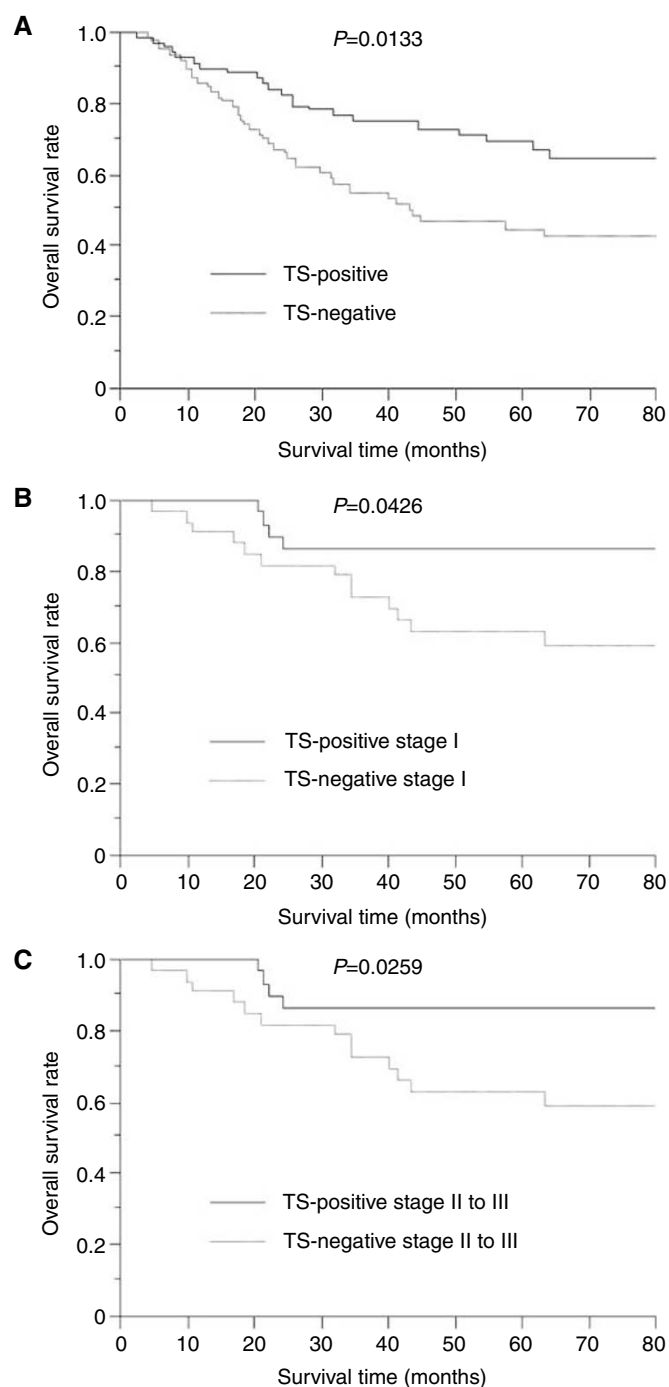 A
P=0.0133
1.0
0.8
0.6
0.4
0.2
0
Overall survival rate
TS-positive
TS-negative
0 10 20 30 40 50 60 70 80
Survival time (months)
B
P=0.0426
1.0
0.8
0.6
0.4
0.2
0
Overall survival rate
TS-positive stage I
TS-negative stage I
0 10 20 30 40 50 60 70 80
Survival time (months)
C
P=0.0259
1.0
0.8
0.6
0.4
0.2
0
Overall survival rate
TS-positive stage II to III
TS-negative stage II to III
0 10 20 30 40 50 60 70 80
Survival time (months)